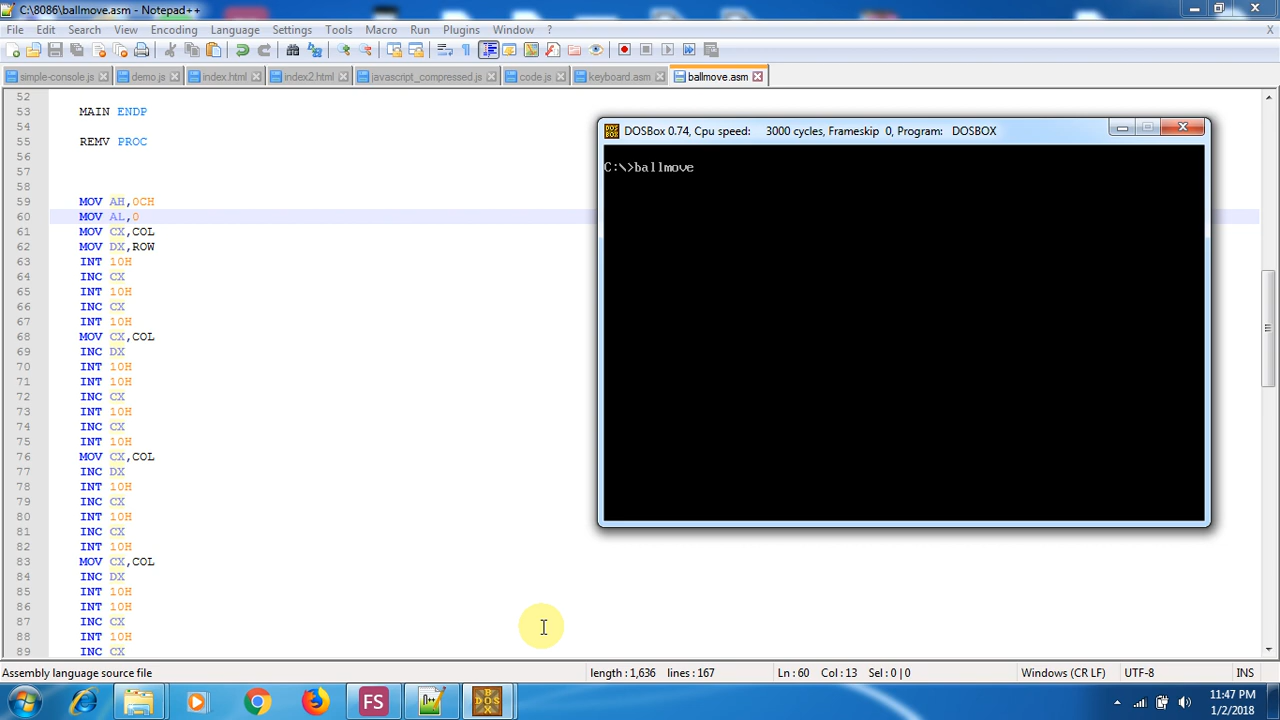 C:\8086\ballmove.asm - Notepad++
File Edit Search View Encoding Language Settings Tools Macro Run Plugins Window ? X
simple-console.js demo.js index.html index2.html javascript_compressed.js code.js keyboard.asm ballmove.asm
52
53 MAIN ENDP
54
55 REMV PROC
56
57
58
59 MOV AH,0CH
60 MOV AL,0
61 MOV CX,COL
62 MOV DX,ROW
63 INT 10H
64 INC CX
65 INT 10H
66 INC CX
67 INT 10H
68 MOV CX,COL
69 INC DX
70 INT 10H
71 INT 10H
72 INC CX
73 INT 10H
74 INC CX
75 INT 10H
76 MOV CX,COL
77 INC DX
78 INT 10H
79 INC CX
80 INT 10H
81 INC CX
82 INT 10H
83 MOV CX,COL
84 INC DX
85 INT 10H
86 INT 10H
87 INC CX
88 INT 10H
89 INC CX
DOSBox 0.74, Cpu speed: 3000 cycles, Frameskip 0, Program: DOSBOX
C:\>ballmove
Assembly language source file length : 1,636 lines : 167 Ln : 60 Col : 13 Sel : 0 | 0 Windows (CR LF) UTF-8 INS
FS
11:47 PM
1/2/2018